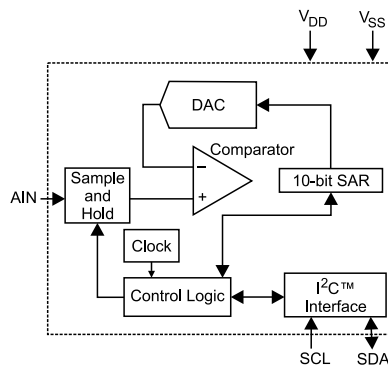 VDD
VSS
DAC
Comparator
–
+
AIN
Sample
and
Hold
10-bit SAR
Clock
Control Logic
I²C™
Interface
SCL
SDA